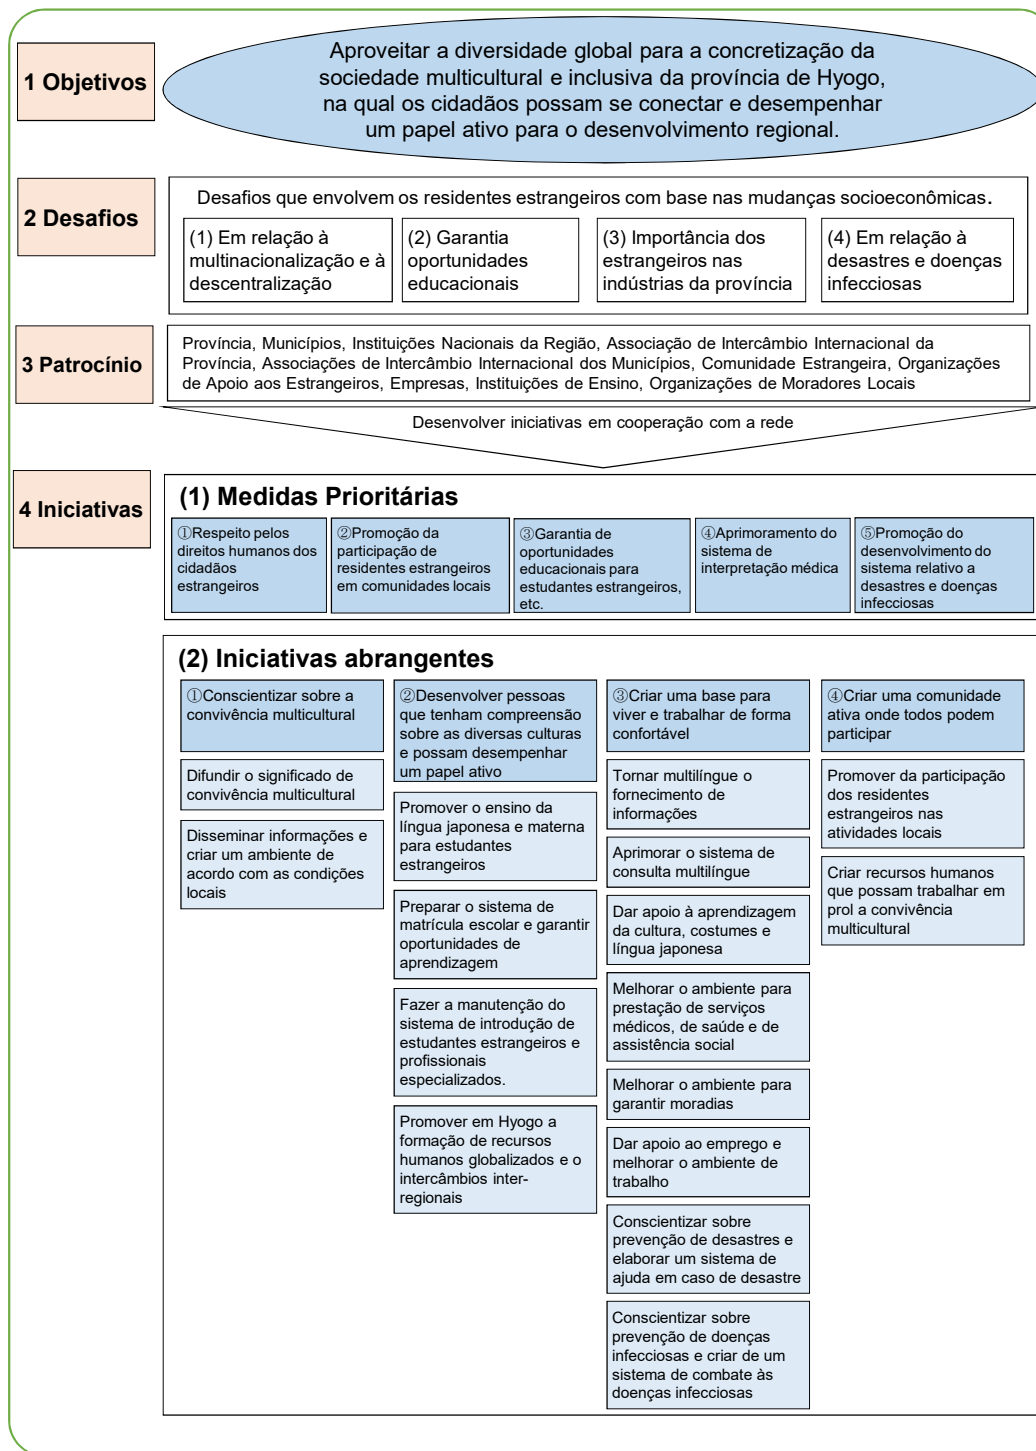 1 Objetivos
Aproveitar a diversidade global para a concretização da
sociedade multicultural e inclusiva da província de Hyogo,
na qual os cidadãos possam se conectar e desempenhar
um papel ativo para o desenvolvimento regional.
2 Desafios
Desafios que envolvem os residentes estrangeiros com base nas mudanças socioeconômicas.
(1) Em relação à
multinacionalização e à
descentralização
(2) Garantia
oportunidades
educacionais
(3) Importância dos
estrangeiros nas
indústrias da província
(4) Em relação à
desastres e doenças
infecciosas
3 Patrocínio
Província, Municípios, Instituições Nacionais da Região, Associação de Intercâmbio Internacional da
Província, Associações de Intercâmbio Internacional dos Municípios, Comunidade Estrangeira, Organizações
de Apoio aos Estrangeiros, Empresas, Instituições de Ensino, Organizações de Moradores Locais
Desenvolver iniciativas em cooperação com a rede
4 Iniciativas
(1) Medidas Prioritárias
①Respeito pelos
direitos humanos dos
cidadãos
estrangeiros
②Promoção da
participação de
residentes estrangeiros
em comunidades locais
③Garantia de
oportunidades
educacionais para
estudantes estrangeiros,
etc.
④Aprimoramento do
sistema de
interpretação médica
⑤Promoção do
desenvolvimento do
sistema relativo a
desastres e doenças
infecciosas
(2) Iniciativas abrangentes
①Conscientizar sobre a
convivência multicultural
Difundir o significado de
convivência multicultural
Disseminar informações e
criar um ambiente de
acordo com as condições
locais
②Desenvolver pessoas
que tenham compreensão
sobre as diversas culturas
e possam desempenhar
um papel ativo
Promover o ensino da
língua japonesa e materna
para estudantes
estrangeiros
Preparar o sistema de
matrícula escolar e garantir
oportunidades de
aprendizagem
Fazer a manutenção do
sistema de introdução de
estudantes estrangeiros e
profissionais
especializados.
Promover em Hyogo a
formação de recursos
humanos globalizados e o
intercâmbios inter-
regionais
③Criar uma base para
viver e trabalhar de forma
confortável
Tornar multilíngue o
fornecimento de
informações
Aprimorar o sistema de
consulta multilíngue
Dar apoio à aprendizagem
da cultura, costumes e
língua japonesa
Melhorar o ambiente para
prestação de serviços
médicos, de saúde e de
assistência social
Melhorar o ambiente para
garantir moradias
Dar apoio ao emprego e
melhorar o ambiente de
trabalho
Conscientizar sobre
prevenção de desastres e
elaborar um sistema de
ajuda em caso de desastre
Conscientizar sobre
prevenção de doenças
infecciosas e criar de um
sistema de combate às
doenças infecciosas
④Criar uma comunidade
ativa onde todos podem
participar
Promover da participação
dos residentes
estrangeiros nas
atividades locais
Criar recursos humanos
que possam trabalhar em
prol a convivência
multicultural